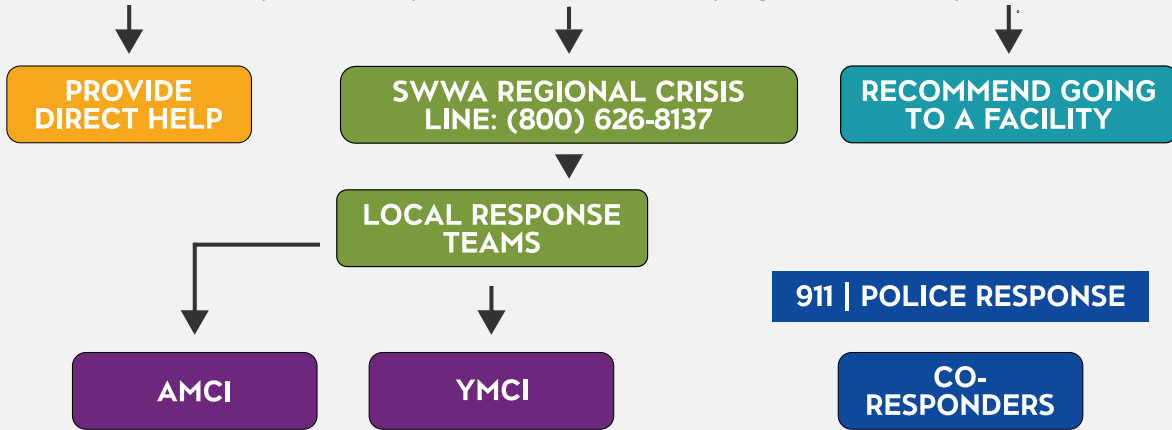 PROVIDE
DIRECT HELP
SWWA REGIONAL CRISIS
LINE: (800) 626-8137
RECOMMEND GOING
TO A FACILITY
LOCAL RESPONSE
TEAMS
911 | POLICE RESPONSE
AMCI
YMCI
CO-
RESPONDERS